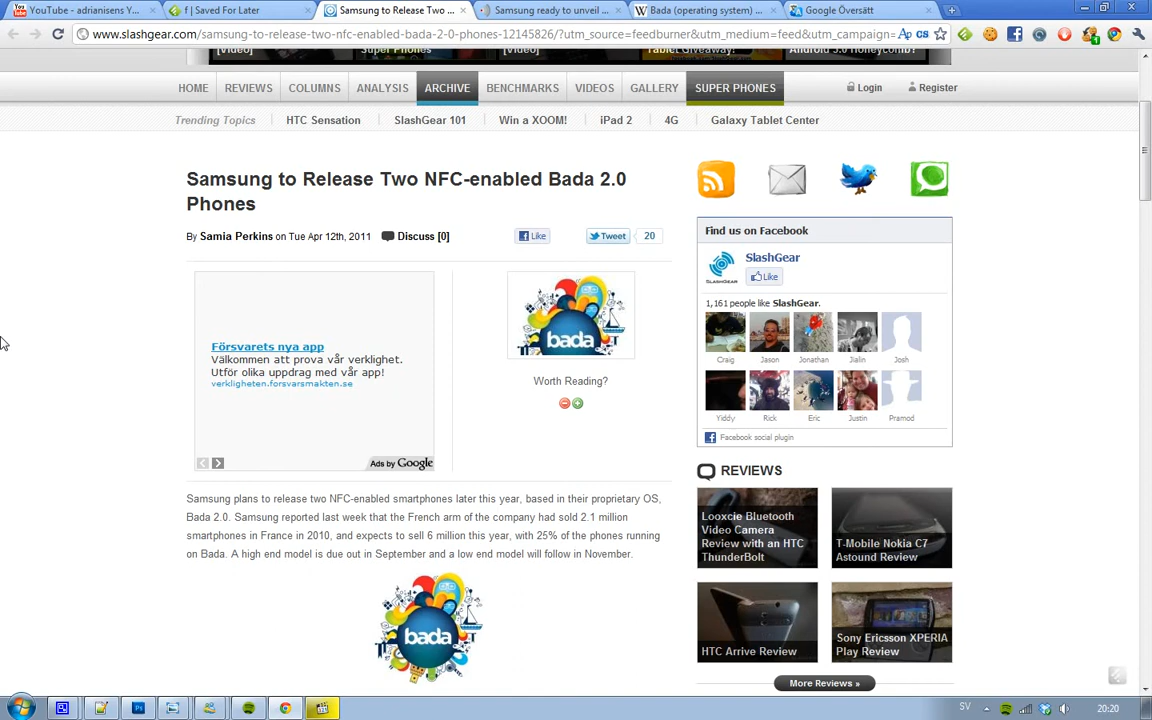 YouTube - adrianisens Y...
f | Saved For Later
Samsung to Release Two ...
Samsung ready to unveil ...
Bada (operating system) ...
Google Översätt
www.slashgear.com/samsung-to-release-two-nfc-enabled-bada-2-0-phones-12145826/?utm_source=feedburner&utm_medium=feed&utm_campaign=
[Video]
Super Phones
[Video]
Tablet Giveaway!
Android 3.0 Honeycomb?
HOME
REVIEWS
COLUMNS
ANALYSIS
ARCHIVE
BENCHMARKS
VIDEOS
GALLERY
SUPER PHONES
Login
Register
Trending Topics
HTC Sensation
SlashGear 101
Win a XOOM!
iPad 2
4G
Galaxy Tablet Center
Samsung to Release Two NFC-enabled Bada 2.0
Phones
By Samia Perkins on Tue Apr 12th, 2011
Discuss [0]
Like
Tweet
20
Försvarets nya app
Välkommen att prova vår verklighet.
Utför olika uppdrag med vår app!
verkligheten.forsvarsmakten.se
Ads by Google
bada
Worth Reading?
Samsung plans to release two NFC-enabled smartphones later this year, based in their proprietary OS,
Bada 2.0. Samsung reported last week that the French arm of the company had sold 2.1 million
smartphones in France in 2010, and expects to sell 6 million this year, with 25% of the phones running
on Bada. A high end model is due out in September and a low end model will follow in November.
bada
Find us on Facebook
SLASHGEAR
SlashGear
Like
1,161 people like SlashGear.
Craig
Jason
Jonathan
Jialin
Josh
Yiddy
Rick
Eric
Justin
Pramod
Facebook social plugin
REVIEWS
Looxcie Bluetooth
Video Camera
Review with an HTC
ThunderBolt
T-Mobile Nokia C7
Astound Review
HTC Arrive Review
Sony Ericsson XPERIA
Play Review
More Reviews »
SV
20:20